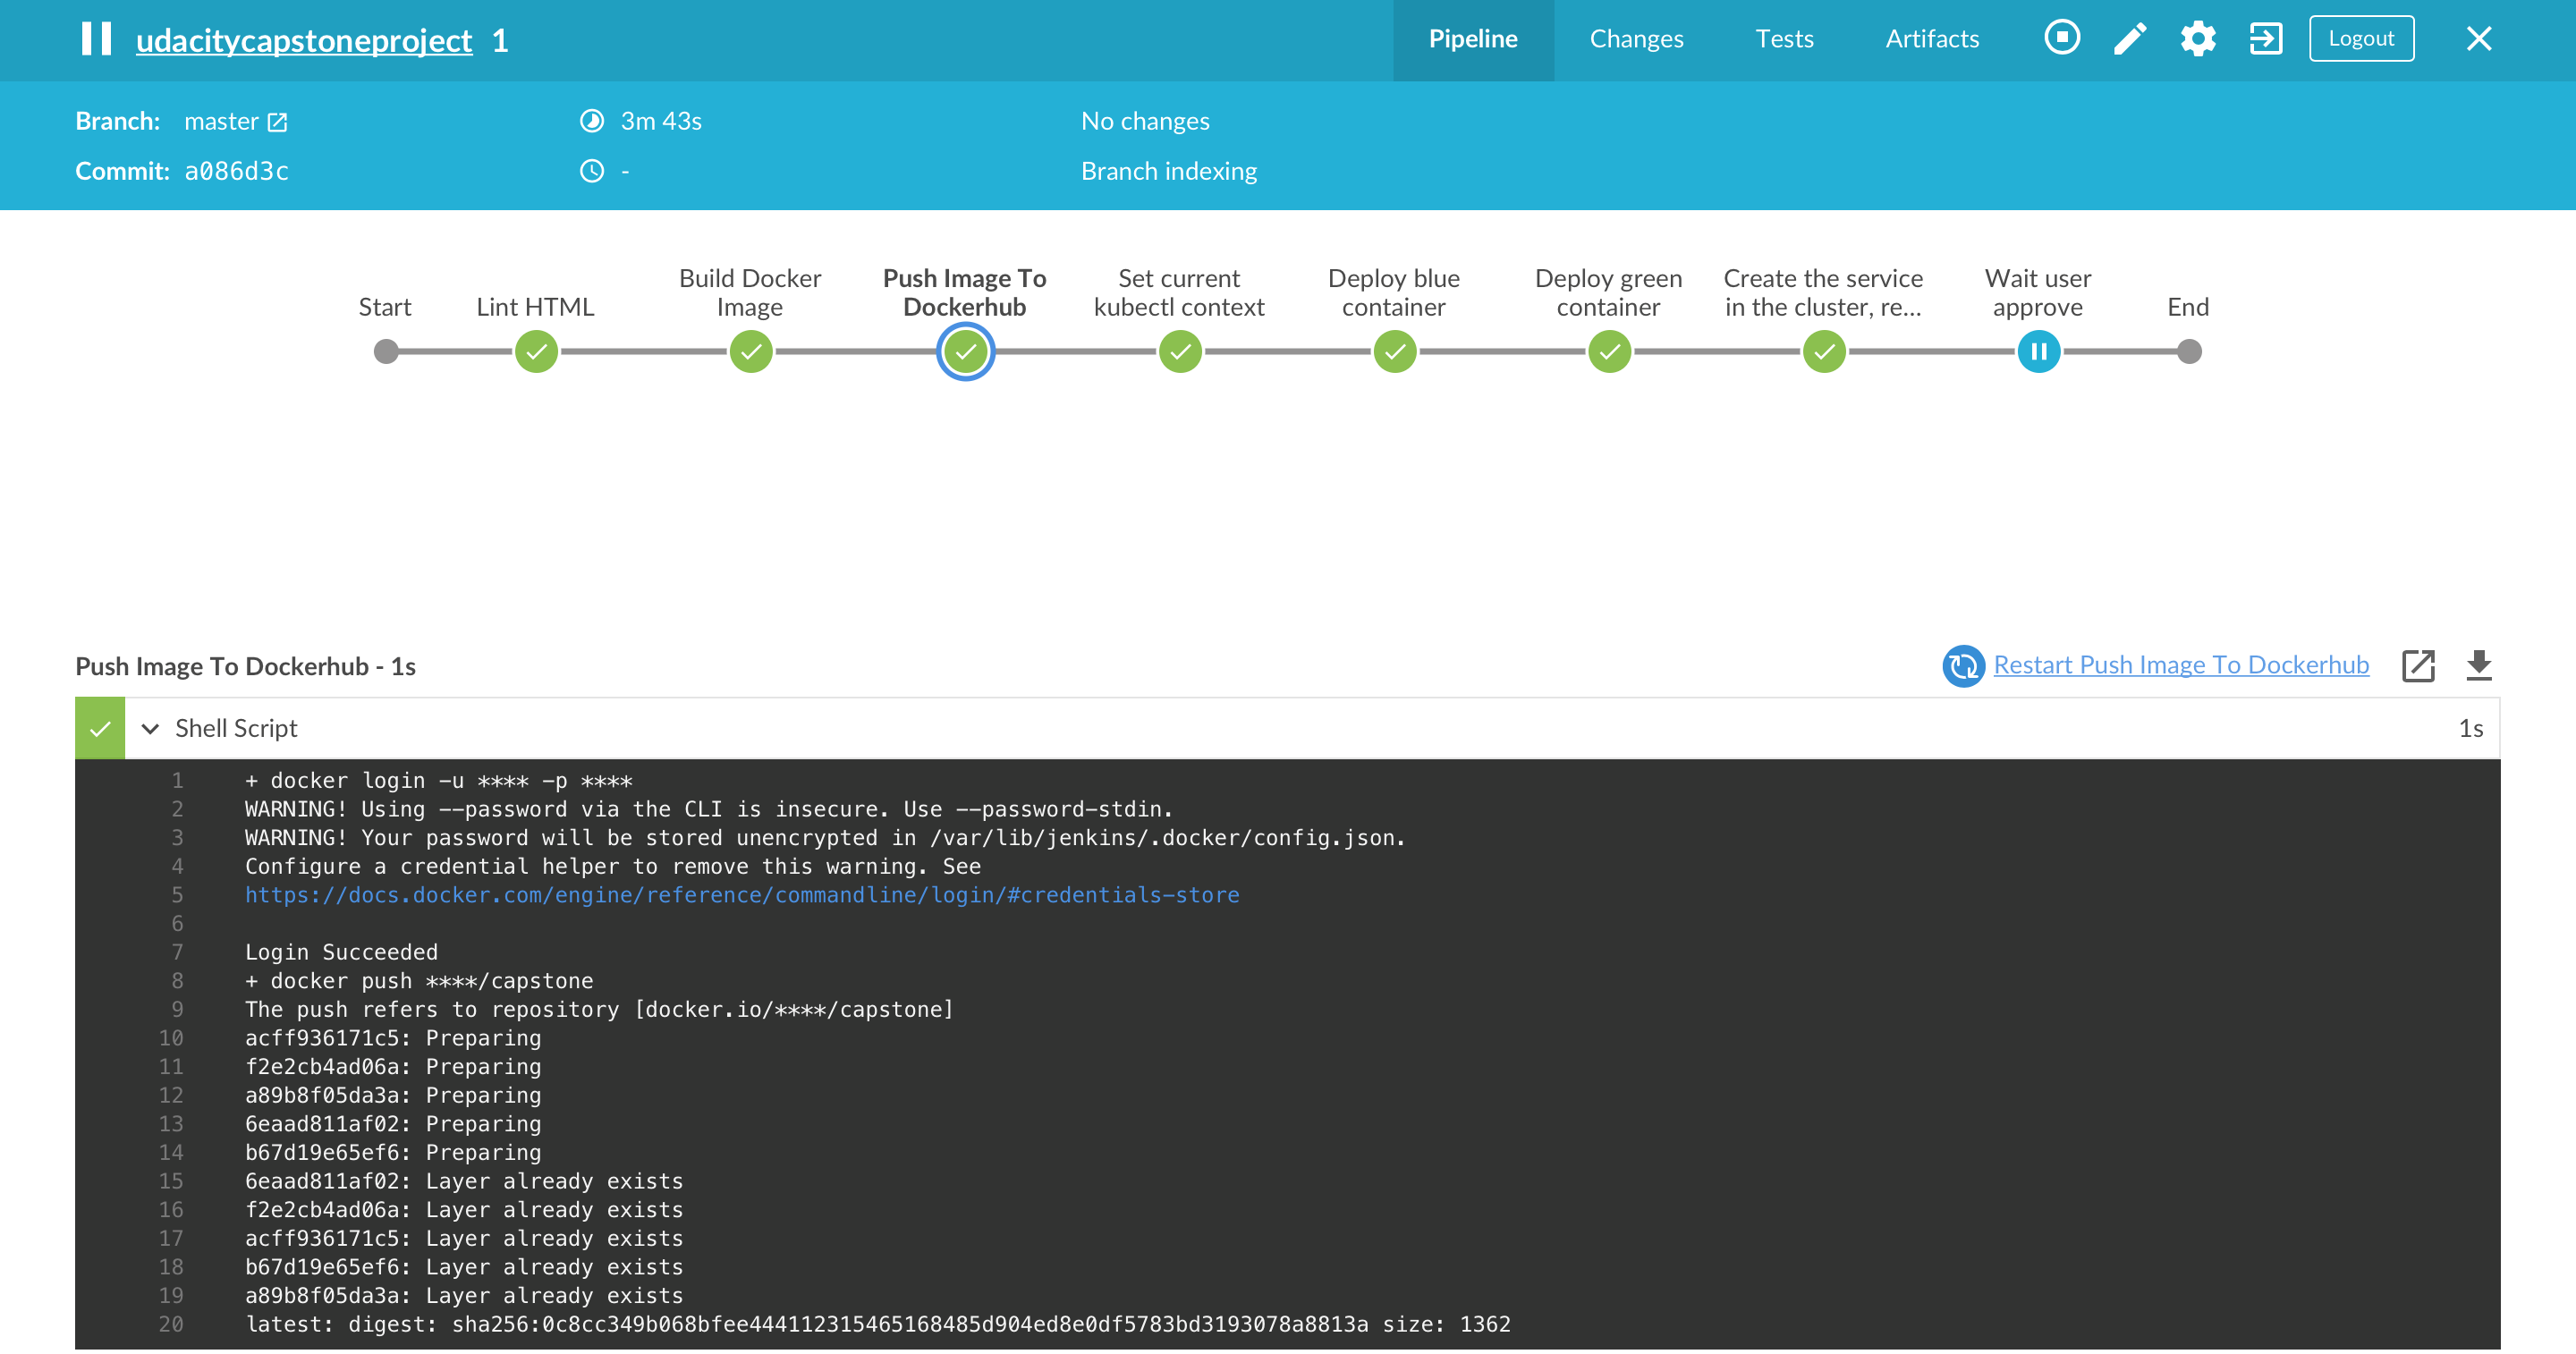 udacitycapstoneproject 1
Pipeline Changes Tests Artifacts Logout
Branch: master 3m 43s No changes
Commit: a086d3c - Branch indexing
Start
Lint HTML
Build Docker
Image
Push Image To
Dockerhub
Set current
kubectl context
Deploy blue
container
Deploy green
container
Create the service
in the cluster, re...
Wait user
approve
End
Push Image To Dockerhub - 1s
Restart Push Image To Dockerhub
Shell Script 1s
1 + docker login -u **** -p ****
2 WARNING! Using --password via the CLI is insecure. Use --password-stdin.
3 WARNING! Your password will be stored unencrypted in /var/lib/jenkins/.docker/config.json.
4 Configure a credential helper to remove this warning. See
5 https://docs.docker.com/engine/reference/commandline/login/#credentials-store
6
7 Login Succeeded
8 + docker push ****/capstone
9 The push refers to repository [docker.io/****/capstone]
10 acff936171c5: Preparing
11 f2e2cb4ad06a: Preparing
12 a89b8f05da3a: Preparing
13 6eaad811af02: Preparing
14 b67d19e65ef6: Preparing
15 6eaad811af02: Layer already exists
16 f2e2cb4ad06a: Layer already exists
17 acff936171c5: Layer already exists
18 b67d19e65ef6: Layer already exists
19 a89b8f05da3a: Layer already exists
20 latest: digest: sha256:0c8cc349b068bfee444112315465168485d904ed8e0df5783bd3193078a8813a size: 1362